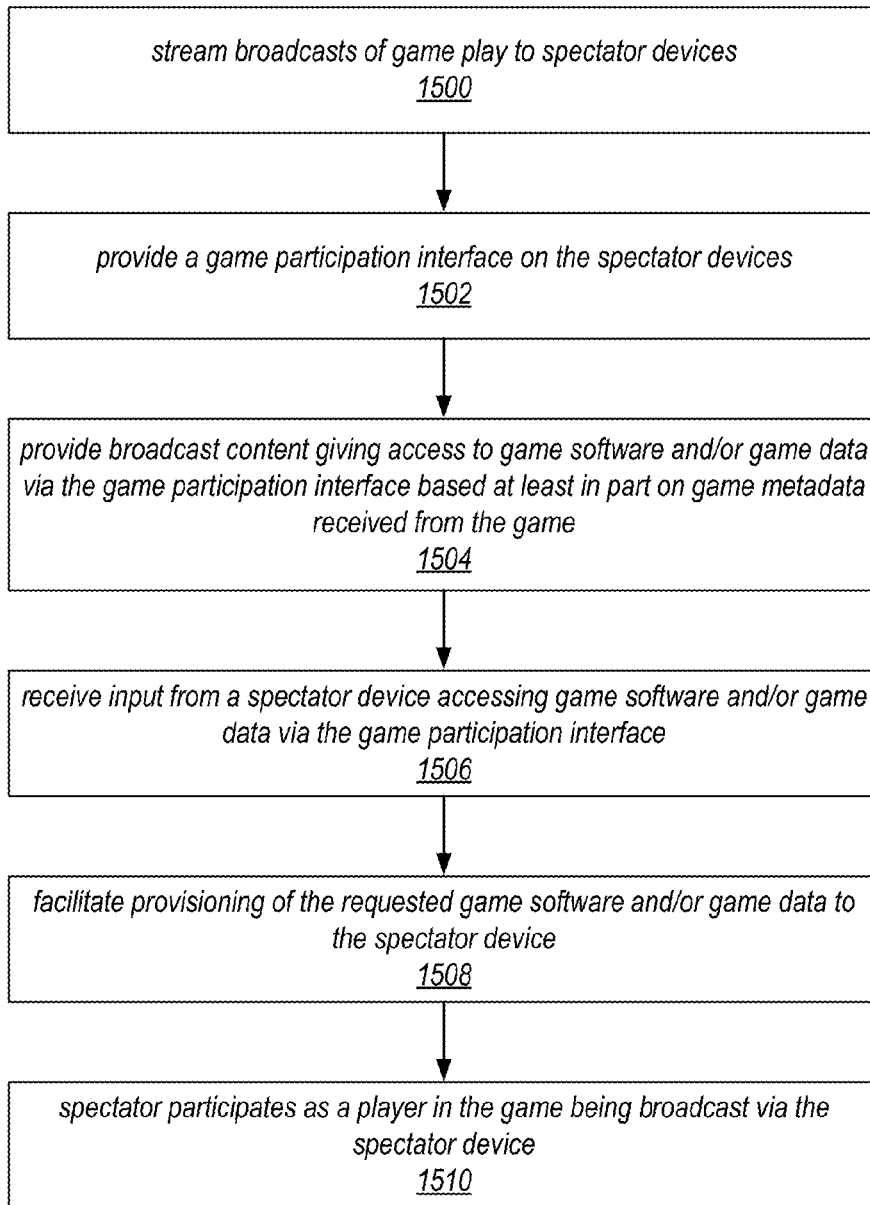 stream broadcasts of game play to spectator devices
1500
provide a game participation interface on the spectator devices
1502
provide broadcast content giving access to game software and/or game data
via the game participation interface based at least in part on game metadata
received from the game
1504
receive input from a spectator device accessing game software and/or game
data via the game participation interface
1506
facilitate provisioning of the requested game software and/or game data to
the spectator device
1508
spectator participates as a player in the game being broadcast via the
spectator device
1510